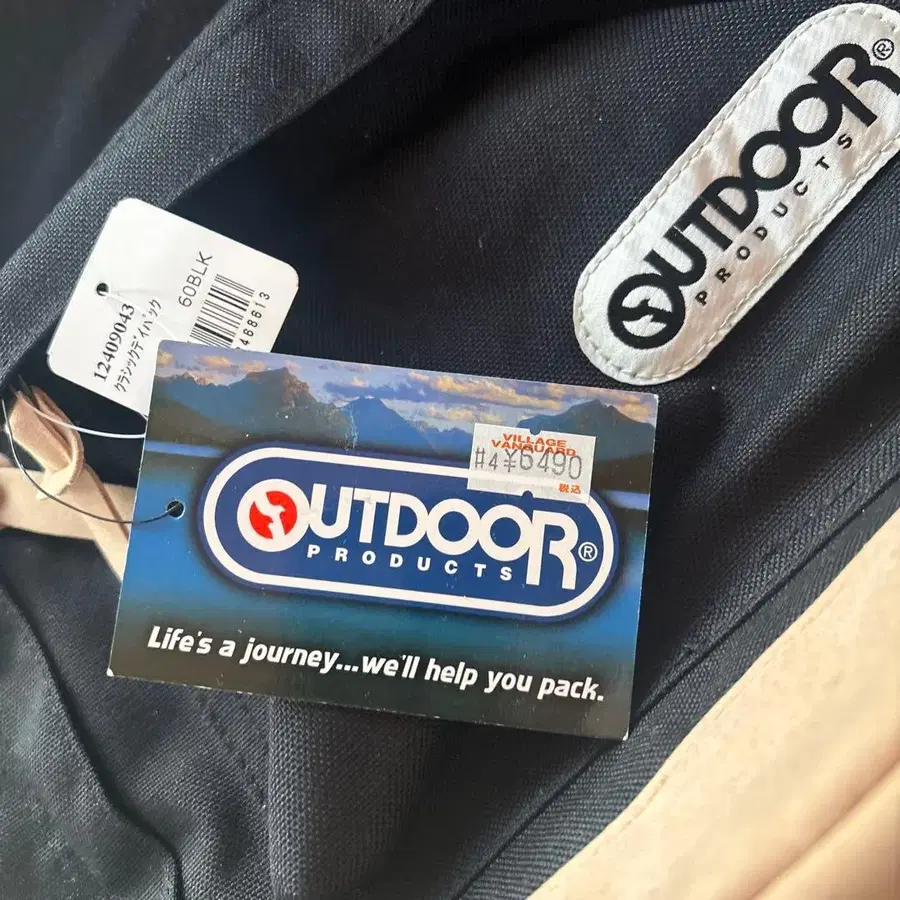 OUTDOOR®
PRODUCTS
60BLK
12409043
クラシックデイパック
VILLAGE
VANGUARD
#4¥6490
税込
OUTDOOR®
PRODUCTS
Life's a journey...we'll help you pack.